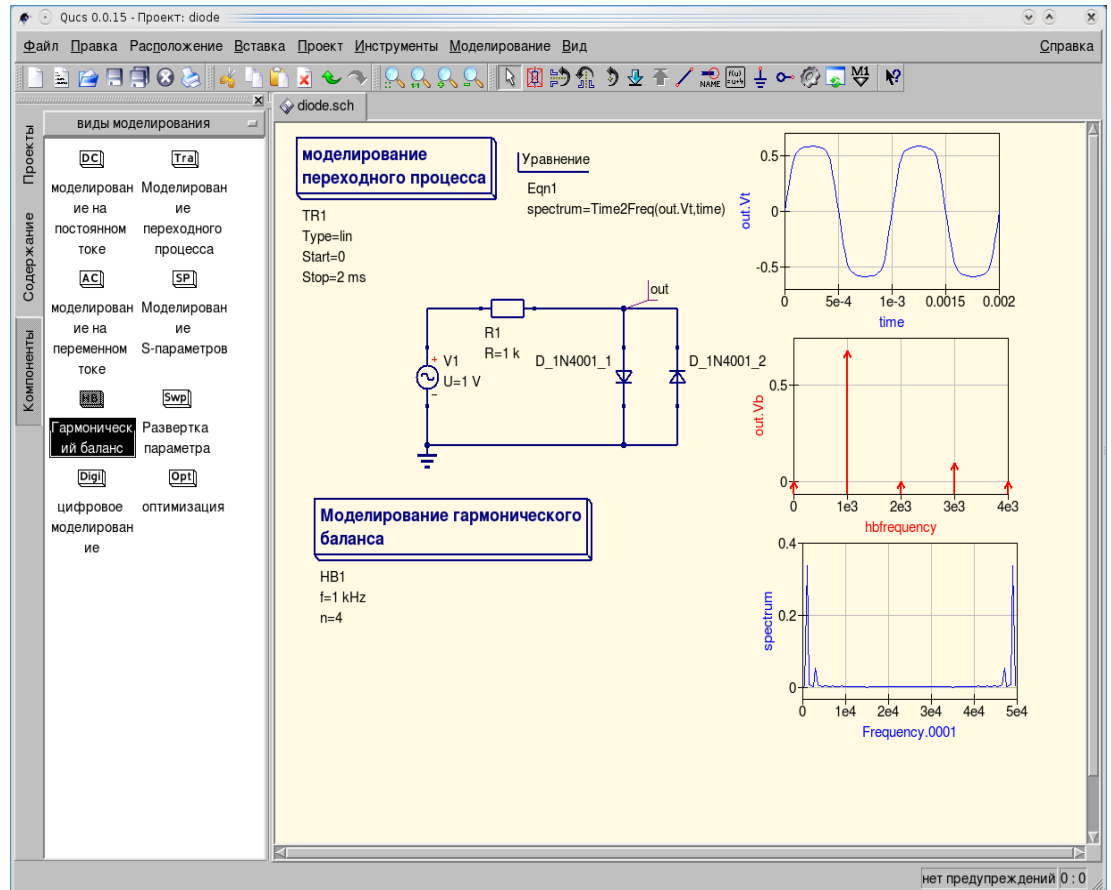 Qucs 0.0.15 - Проект: diode
Файл Правка Расположение Вставка Проект Инструменты Моделирование Вид Справка
NAME
f(ω)
M1
diode.sch
Проекты
Содержание
Компоненты
виды моделирования
DC
Tra
моделирован
ие на
постоянном
токе
Моделирован
ие
переходного
процесса
AC
SP
моделирован
ие на
переменном
токе
Моделирован
ие
S-параметров
HB
Swp
Гармоническ
ий баланс
Развертка
параметра
Digi
Opt
цифровое
моделирован
ие
оптимизация
моделирование
переходного процесса
TR1
Type=lin
Start=0
Stop=2 ms
Уравнение
Eqn1
spectrum=Time2Freq(out.Vt,time)
out
R1
R=1 k
+
V1
U=1 V
−
D_1N4001_1
D_1N4001_2
Моделирование гармонического
баланса
HB1
f=1 kHz
n=4
out.Vt
0.5
0
-0.5
0 5e-4 1e-3 0.0015 0.002
time
out.Vb
0.5
0
0 1e3 2e3 3e3 4e3
hbfrequency
spectrum
0.4
0.2
0
0 1e4 2e4 3e4 4e4 5e4
Frequency.0001
нет предупреждений 0 : 0